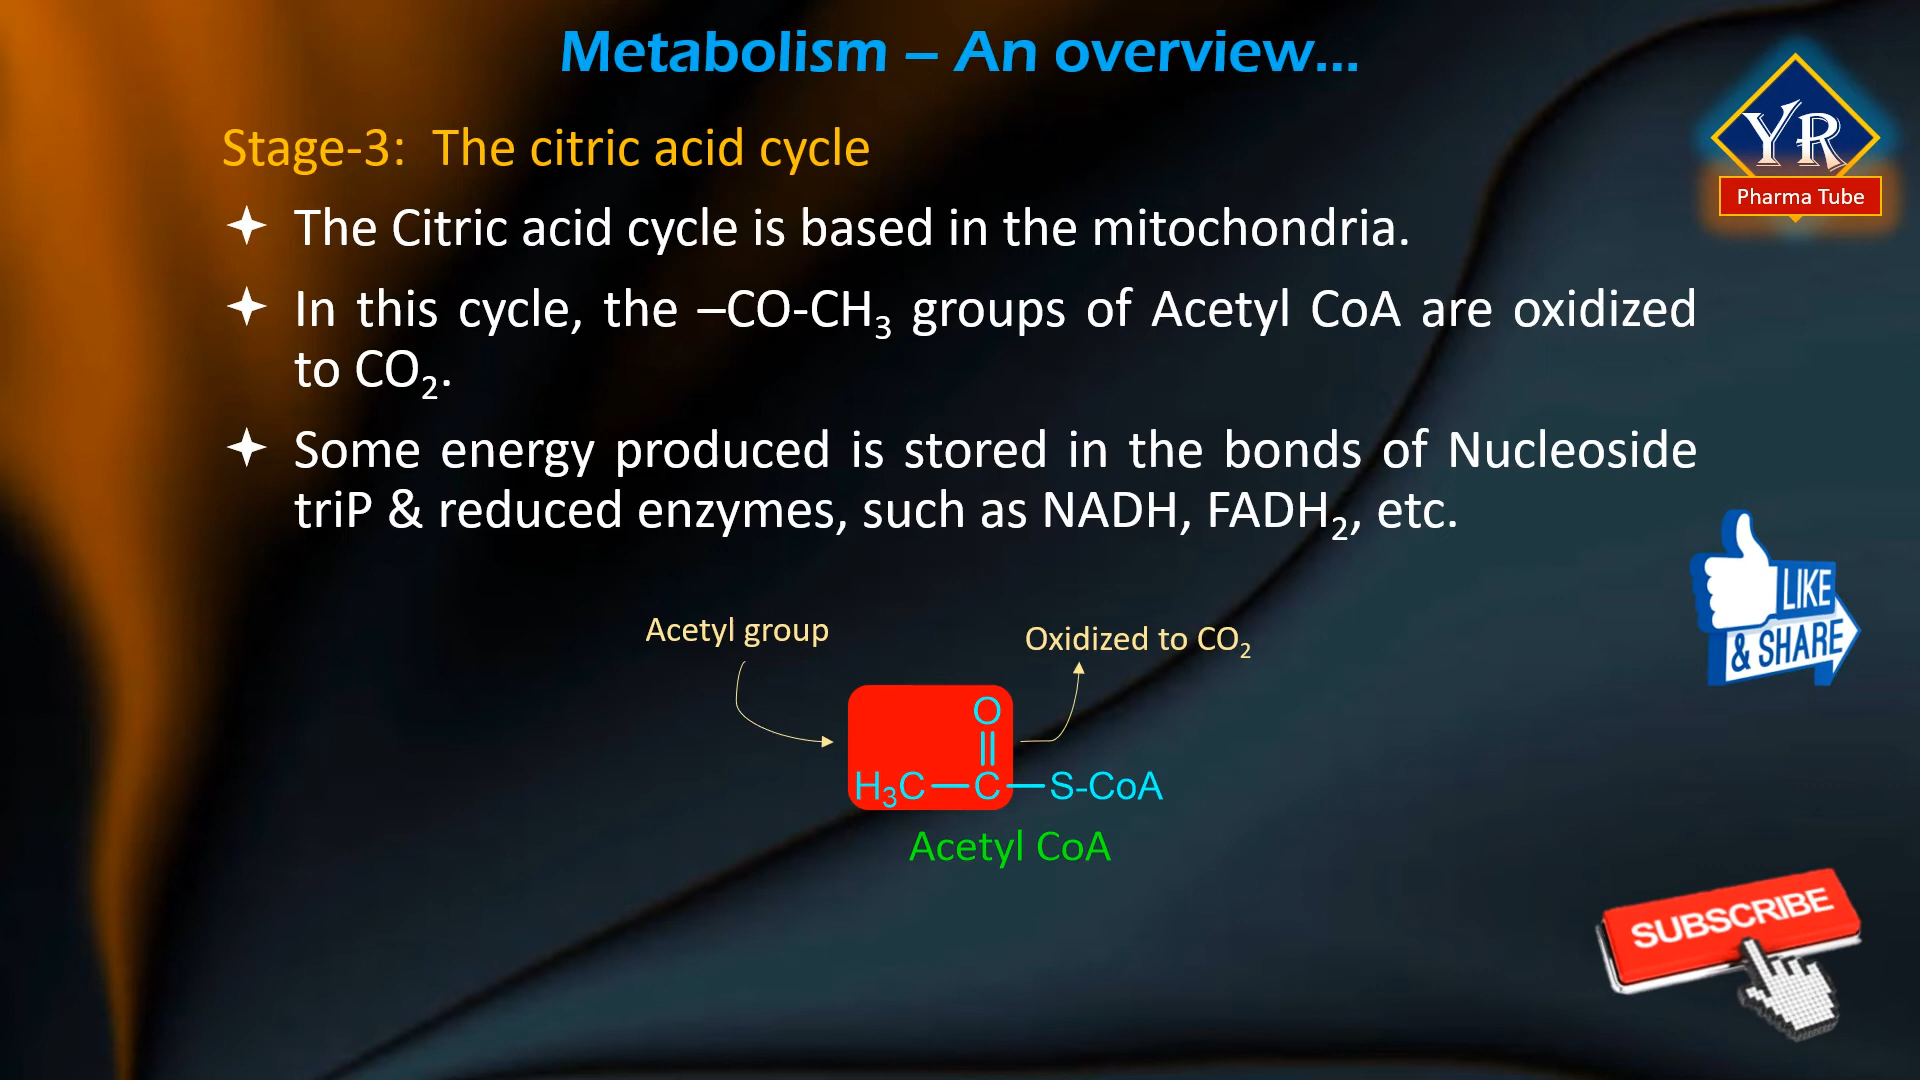 Metabolism – An overview...
YR
Pharma Tube
Stage-3: The citric acid cycle
The Citric acid cycle is based in the mitochondria.
In this cycle, the –CO-CH₃ groups of Acetyl CoA are oxidized
to CO₂.
Some energy produced is stored in the bonds of Nucleoside
triP & reduced enzymes, such as NADH, FADH₂, etc.
LIKE
& SHARE
Acetyl group
Oxidized to CO₂
O
H₃C—C—S-CoA
Acetyl CoA
SUBSCRIBE